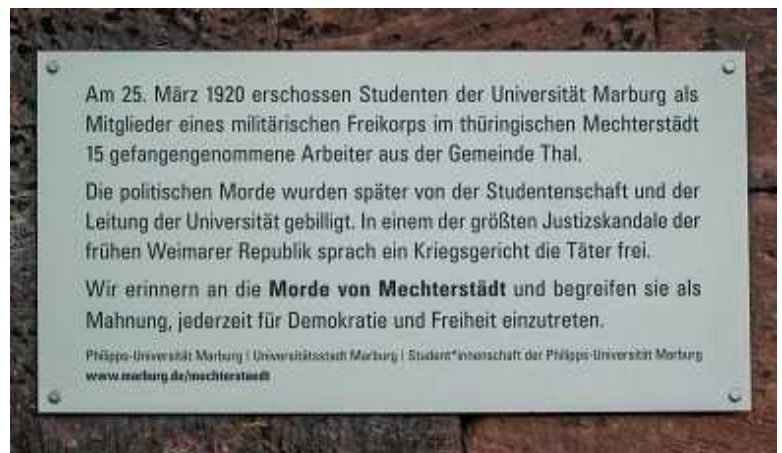 Am 25. März 1920 erschossen Studenten der Universität Marburg als
Mitglieder eines militärischen Freikorps im thüringischen Mechterstädt
15 gefangengenommene Arbeiter aus der Gemeinde Thal.
Die politischen Morde wurden später von der Studentenschaft und der
Leitung der Universität gebilligt. In einem der größten Justizskandale der
frühen Weimarer Republik sprach ein Kriegsgericht die Täter frei.
Wir erinnern an die Morde von Mechterstädt und begreifen sie als
Mahnung, jederzeit für Demokratie und Freiheit einzutreten.
Philipps-Universität Marburg | Universitätsstadt Marburg | Student*innenschaft der Philipps-Universität Marburg
www.marburg.de/mechterstaedt